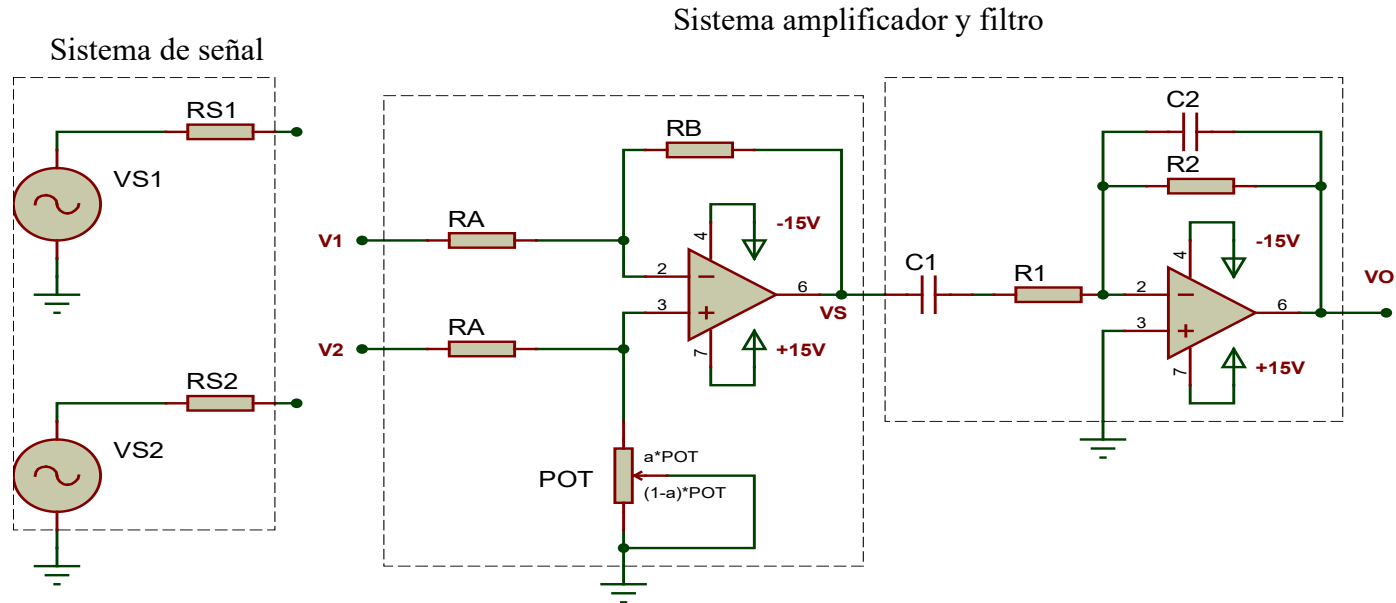 Sistema amplificador y filtro
Sistema de señal
RS1
VS1
RS2
VS2
RB
RA
V1
2
4
-15V
6
VS
3
7
+15V
RA
V2
POT
a*POT
(1-a)*POT
C2
R2
C1
R1
2
4
-15V
6
VO
3
7
+15V